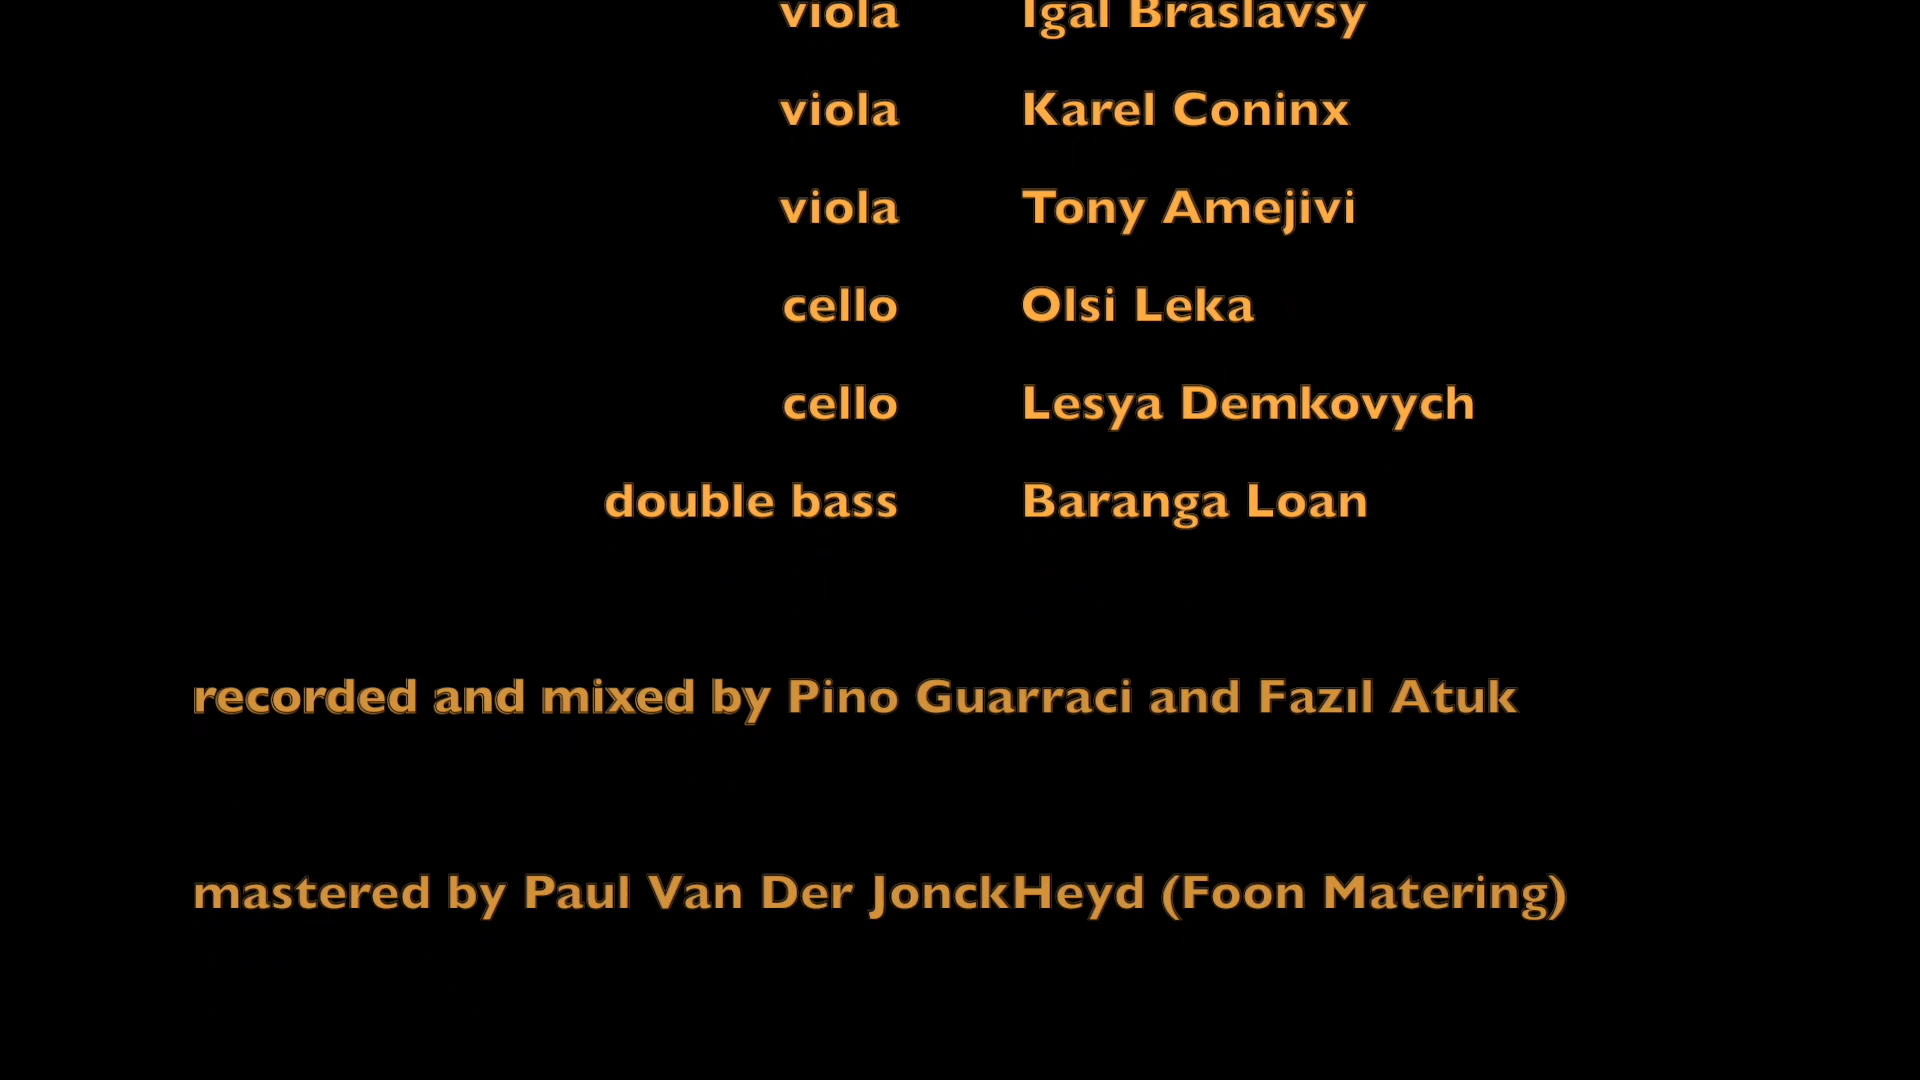 viola Igal Braslavsy
viola Karel Coninx
viola Tony Amejivi
cello Olsi Leka
cello Lesya Demkovych
double bass Baranga Loan
recorded and mixed by Pino Guarraci and Fazıl Atuk
mastered by Paul Van Der JonckHeyd (Foon Matering)